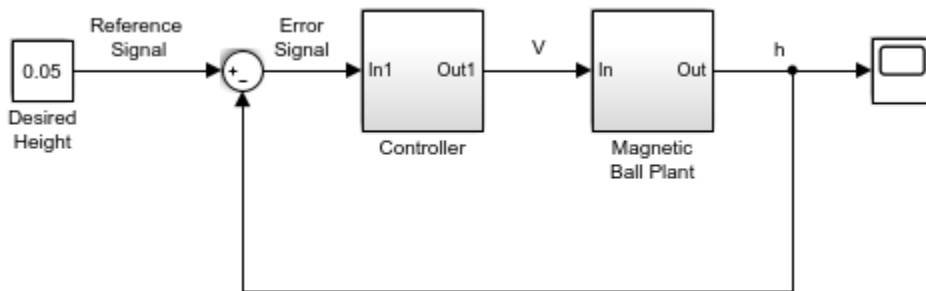 Reference
Signal
Error
Signal
0.05
+
-
In1
Out1
V
In
Out
h
Desired
Height
Controller
Magnetic
Ball Plant